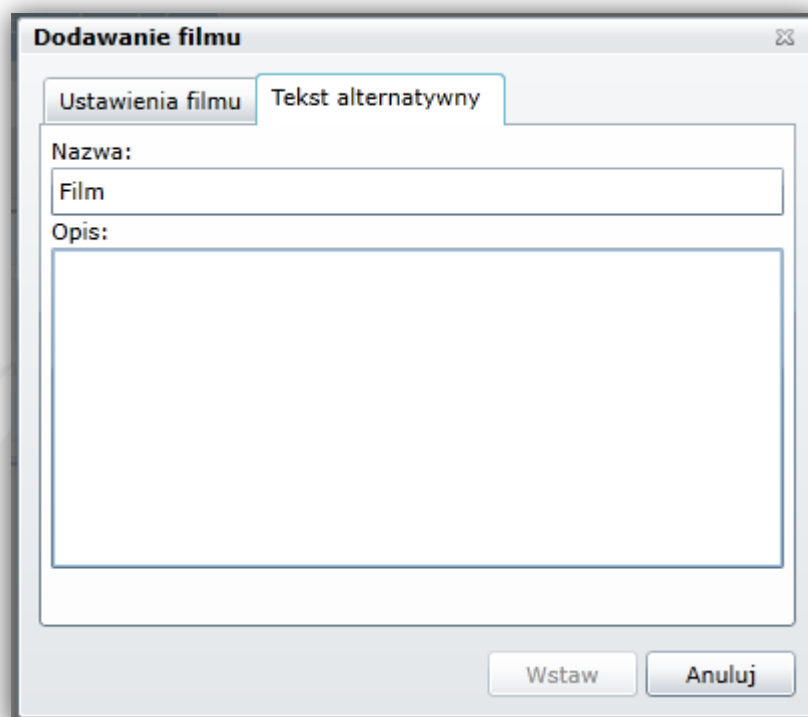 Dodawanie filmu
Ustawienia filmu
Tekst alternatywny
Nazwa:
Film
Opis:
Wstaw
Anuluj